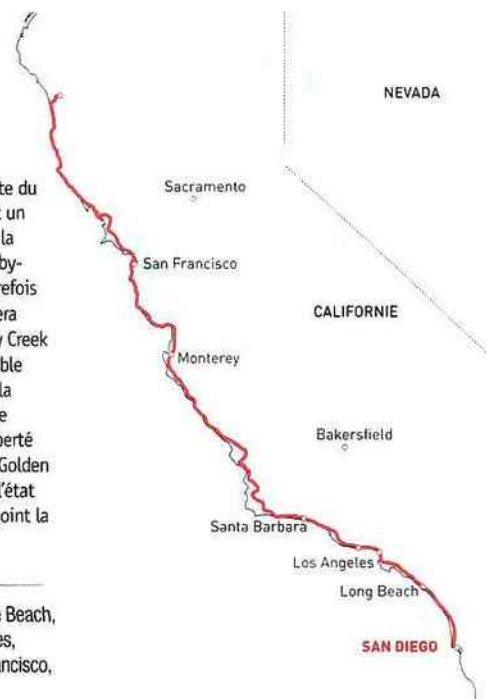 te du
t un
la
by-
refois
era
y Creek
ble
la
e
perté
Golden
l'état
oint la
e Beach,
es,
ancisco,
NEVADA
Sacramento
San Francisco
CALIFORNIE
Monterey
Bakersfield
Santa Barbara
Los Angeles
Long Beach
SAN DIEGO